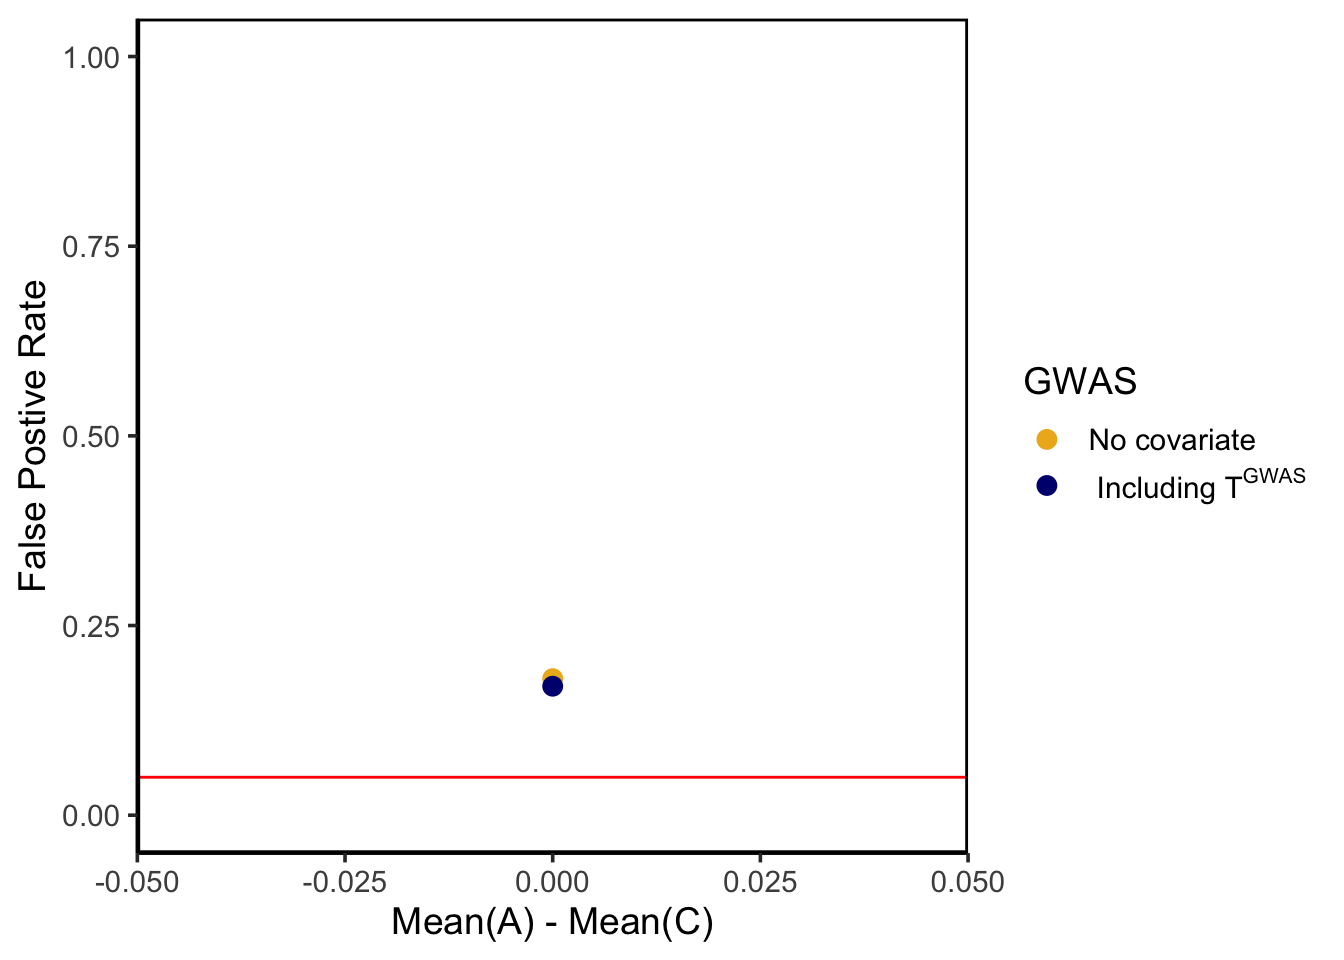 1.00
0.75
0.50
0.25
0.00
False Postive Rate
-0.050
-0.025
0.000
0.025
0.050
Mean(A) - Mean(C)
GWAS
No covariate
Including T^GWAS